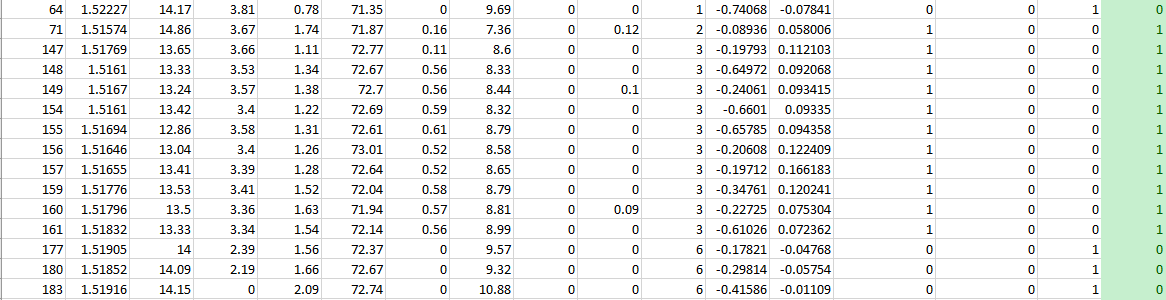 64 1.52227 14.17 3.81 0.78 71.35 0 9.69 0 0 1 -0.74068 -0.07841 0 0 1 0
71 1.51574 14.86 3.67 1.74 71.87 0.16 7.36 0 0.12 2 -0.08936 0.058006 1 0 0 1
147 1.51769 13.65 3.66 1.11 72.77 0.11 8.6 0 0 3 -0.19793 0.112103 1 0 0 1
148 1.5161 13.33 3.53 1.34 72.67 0.56 8.33 0 0 3 -0.64972 0.092068 1 0 0 1
149 1.5167 13.24 3.57 1.38 72.7 0.56 8.44 0 0.1 3 -0.24061 0.093415 1 0 0 1
154 1.5161 13.42 3.4 1.22 72.69 0.59 8.32 0 0 3 -0.6601 0.09335 1 0 0 1
155 1.51694 12.86 3.58 1.31 72.61 0.61 8.79 0 0 3 -0.65785 0.094358 1 0 0 1
156 1.51646 13.04 3.4 1.26 73.01 0.52 8.58 0 0 3 -0.20608 0.122409 1 0 0 1
157 1.51655 13.41 3.39 1.28 72.64 0.52 8.65 0 0 3 -0.19712 0.166183 1 0 0 1
159 1.51776 13.53 3.41 1.52 72.04 0.58 8.79 0 0 3 -0.34761 0.120241 1 0 0 1
160 1.51796 13.5 3.36 1.63 71.94 0.57 8.81 0 0.09 3 -0.22725 0.075304 1 0 0 1
161 1.51832 13.33 3.34 1.54 72.14 0.56 8.99 0 0 3 -0.61026 0.072362 1 0 0 1
177 1.51905 14 2.39 1.56 72.37 0 9.57 0 0 6 -0.17821 -0.04768 0 0 1 0
180 1.51852 14.09 2.19 1.66 72.67 0 9.32 0 0 6 -0.29814 -0.05754 0 0 1 0
183 1.51916 14.15 0 2.09 72.74 0 10.88 0 0 6 -0.41586 -0.01109 0 0 1 0